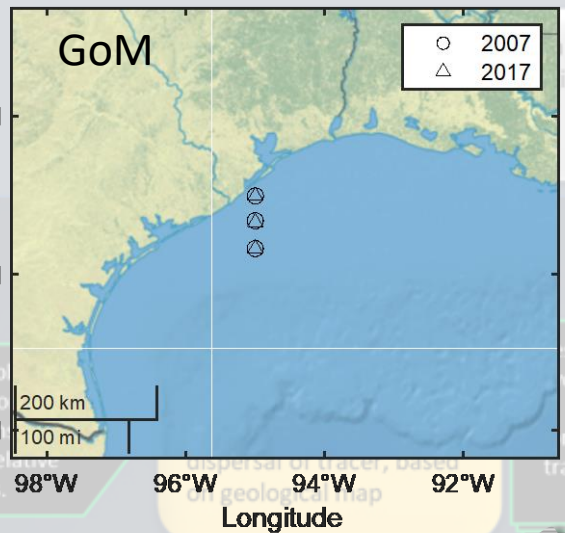 GoM
2007
2017
200 km
100 mi
98°W
96°W
94°W
92°W
dispersal of tracer, based
on geological map
Longitude